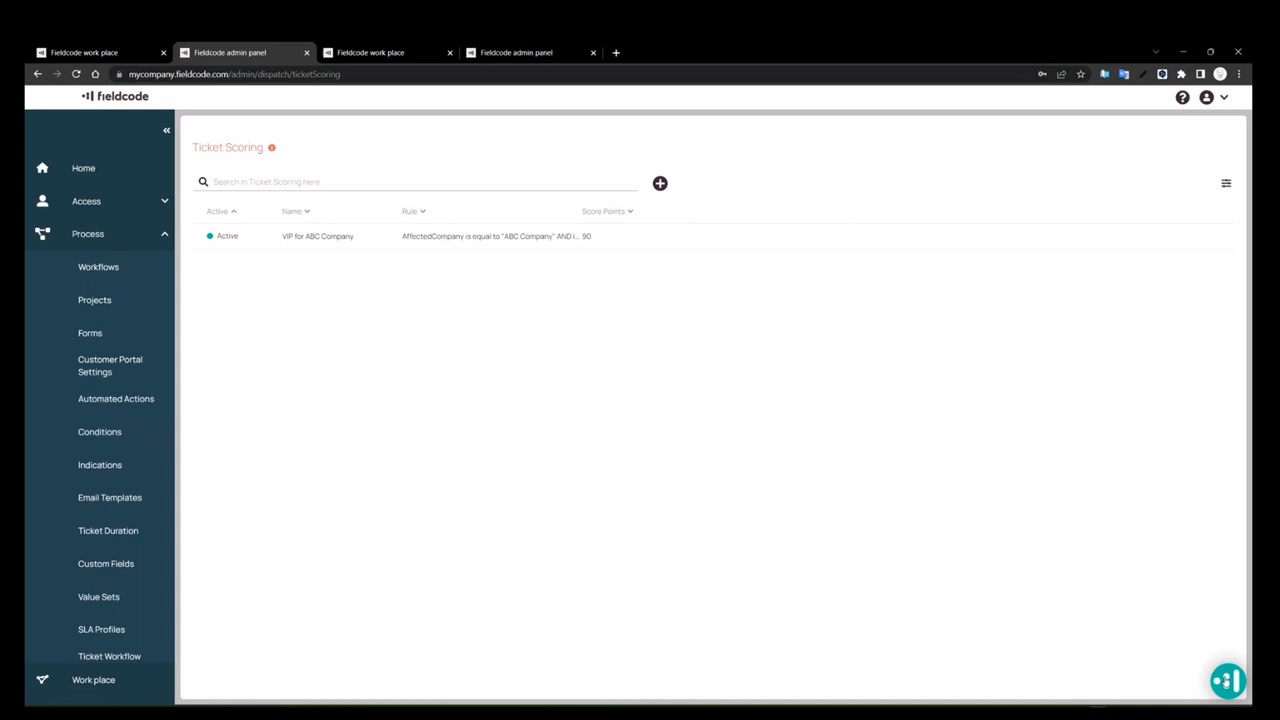 Fieldcode work place
Fieldcode admin panel
Fieldcode work place
Fieldcode admin panel
mycompany.fieldcode.com/admin/dispatch/ticketScoring
fieldcode
Home
Access
Process
Workflows
Projects
Forms
Customer Portal
Settings
Automated Actions
Conditions
Indications
Email Templates
Ticket Duration
Custom Fields
Value Sets
SLA Profiles
Ticket Workflow
Work place
Ticket Scoring
Search in Ticket Scoring here
Active Name Rule Score Points
Active VIP for ABC Company AffectedCompany is equal to "ABC Company" AND i... 90